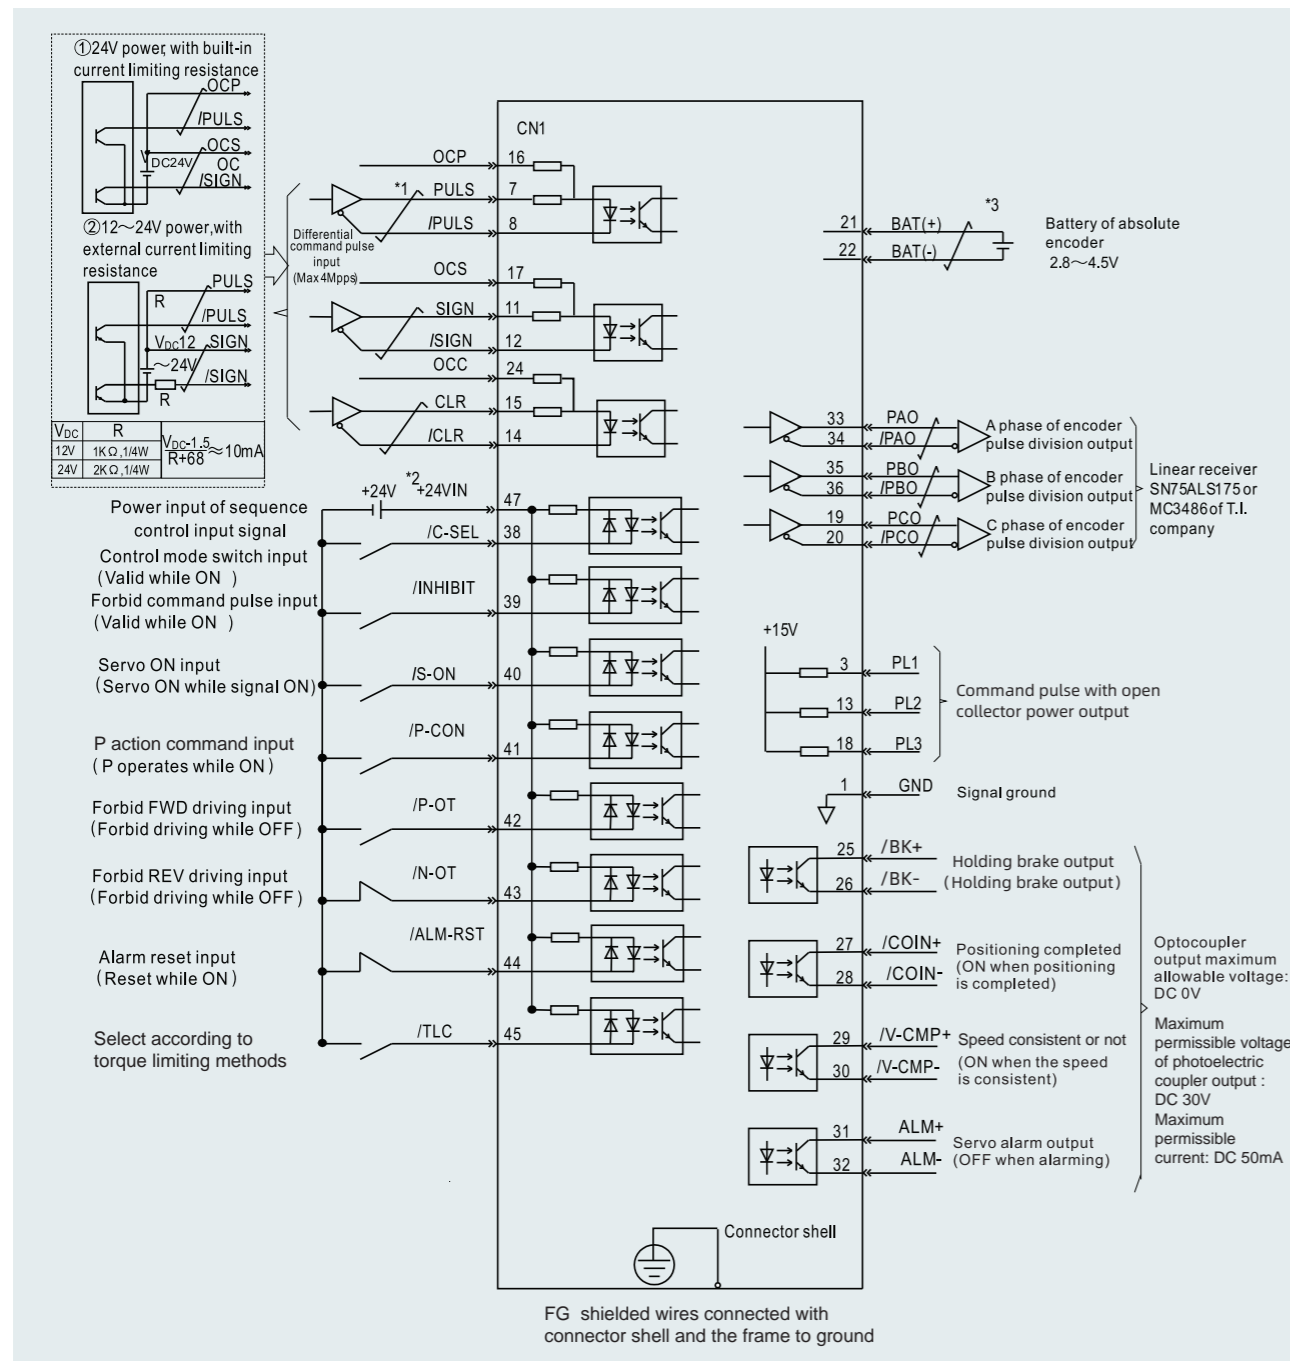 ①24V power, with built-in
current limiting resistance
OCP
/PULS
OCS
V
DC24V
OC
/SIGN
②12～24V power,with
external current limiting
resistance
PULS
R
/PULS
VDC12
SIGN
～24V
/SIGN
R
VDC R
12V 1KΩ,1/4W
24V 2KΩ,1/4W
VDC-1.5
R+68
≈10mA
Differential
command pulse
input
(Max4Mpps)
CN1
OCP 16
*1 PULS 7
/PULS 8
OCS 17
SIGN 11
/SIGN 12
OCC 24
CLR 15
/CLR 14
Power input of sequence
control input signal
+24V *2 +24VIN 47
/C-SEL 38
Control mode switch input
(Valid while ON )
Forbid command pulse input
(Valid while ON )
/INHIBIT
39
Servo ON input
(Servo ON while signal ON)
/S-ON 40
P action command input
(P operates while ON)
/P-CON
41
Forbid FWD driving input
(Forbid driving while OFF)
/P-OT
42
Forbid REV driving input
(Forbid driving while OFF)
/N-OT
43
Alarm reset input
(Reset while ON)
/ALM-RST
44
Select according to
torque limiting methods
/TLC 45
21 BAT(+)
22 BAT(-)
*3
Battery of absolute
encoder
2.8～4.5V
33 PAO
34 /PAO
A phase of encoder
pulse division output
35 PBO
36 /PBO
B phase of encoder
pulse division output
19 PCO
20 /PCO
C phase of encoder
pulse division output
Linear receiver
SN75ALS175 or
MC3486 of T.I.
company
+15V
3 PL1
13 PL2
18 PL3
Command pulse with open
collector power output
1 GND Signal ground
25 /BK+
26 /BK-
Holding brake output
(Holding brake output)
27 /COIN+
28 /COIN-
Positioning completed
(ON when positioning
is completed)
29 /V-CMP+
30 /V-CMP-
Speed consistent or not
(ON when the speed
is consistent)
31 ALM+
32 ALM-
Servo alarm output
(OFF when alarming)
Optocoupler
output maximum
allowable voltage:
DC 0V
Maximum
permissible voltage
of photoelectric
coupler output :
DC 30V
Maximum
permissible
current: DC 50mA
Connector shell
FG shielded wires connected with
connector shell and the frame to ground